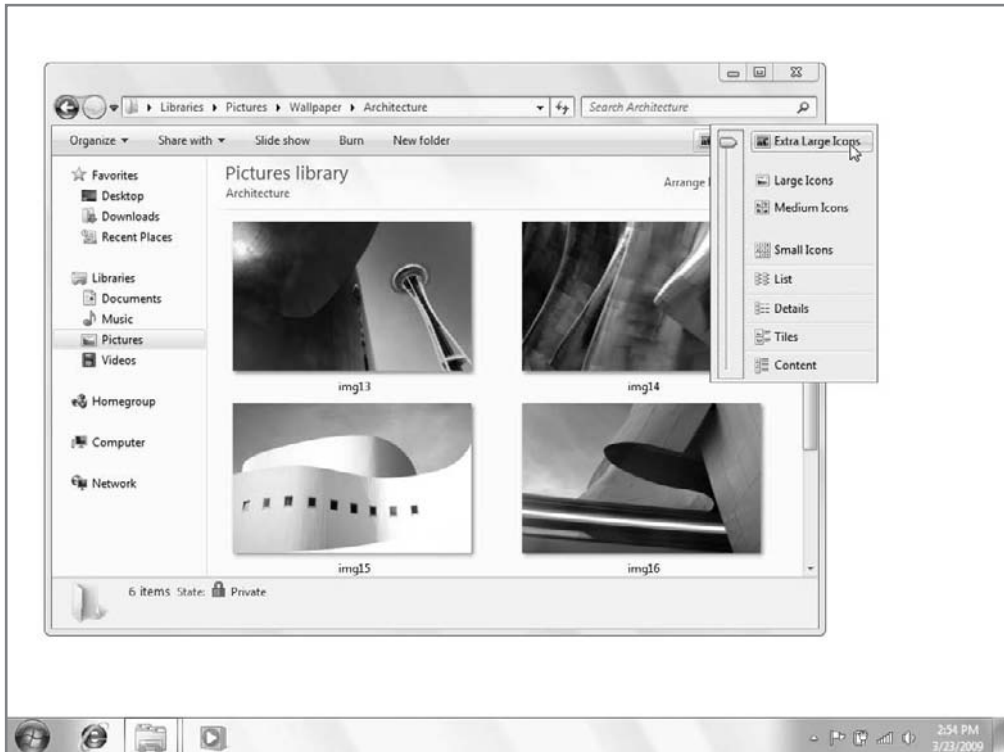 Libraries Pictures Wallpaper Architecture
Search Architecture
Organize Share with Slide show Burn New folder
Extra Large Icons
Large Icons
Medium Icons
Small Icons
List
Details
Tiles
Content
Favorites
Desktop
Downloads
Recent Places
Libraries
Documents
Music
Pictures
Videos
Homegroup
Computer
Network
Pictures library
Architecture
Arrange
img13
img14
img15
img16
6 items State: Private
2:54 PM
3/23/2009